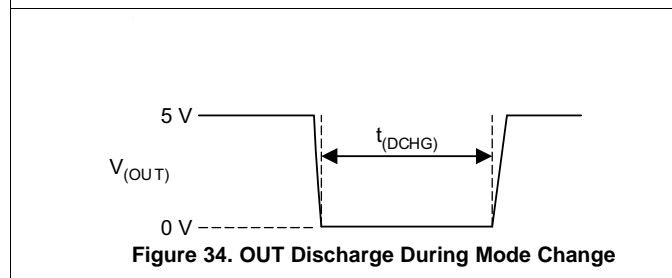 5 V
t(DCHG)
V(OUT)
0 V
Figure 34. OUT Discharge During Mode Change